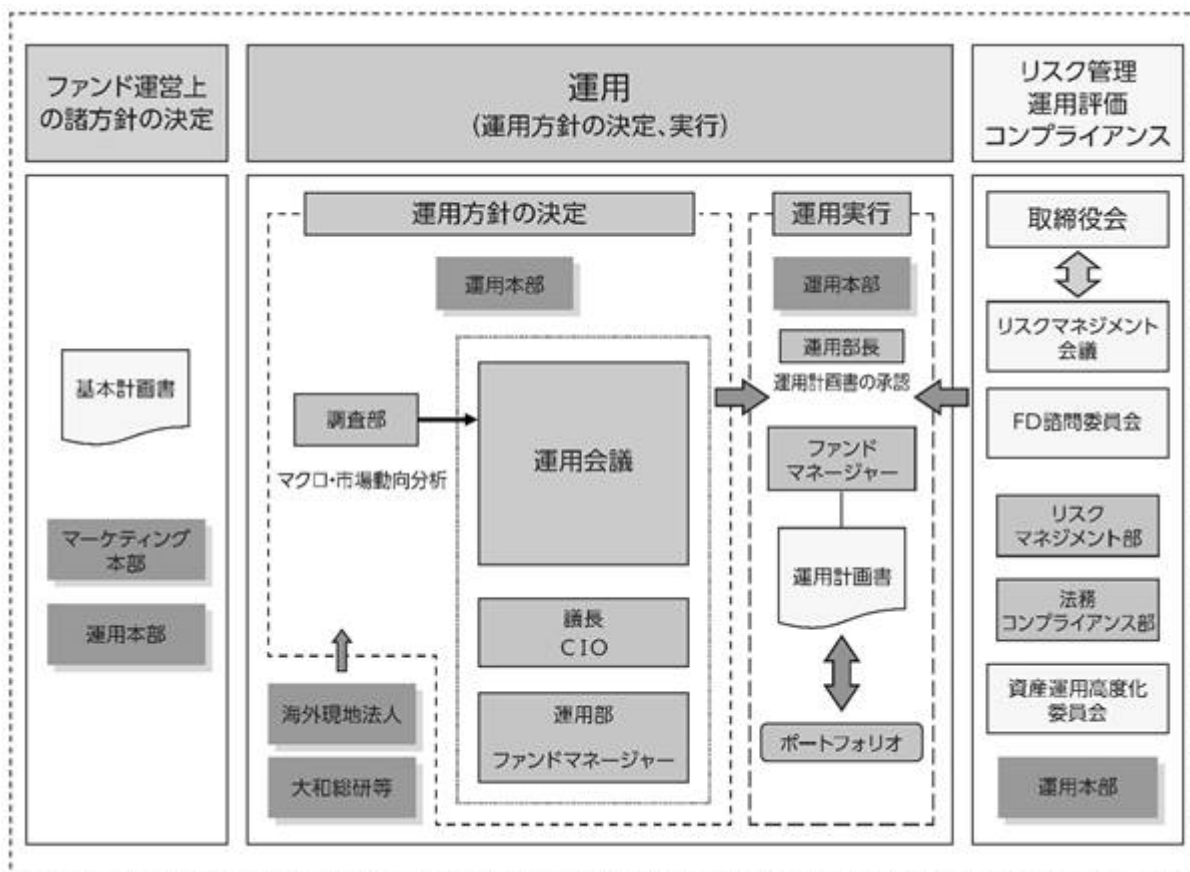 ファンド運営上
の諸方針の決定
運用
(運用方針の決定、実行)
リスク管理
運用評価
コンプライアンス
基本計画書
マーケティング
本部
運用本部
運用方針の決定
運用本部
調査部
マクロ・市場動向分析
運用会議
議長
CIO
運用部
ファンドマネージャー
海外現地法人
大和総研等
運用実行
運用本部
運用部長
運用計画書の承認
ファンド
マネージャー
運用計画書
ポートフォリオ
取締役会
リスクマネジメント
会議
FD諮問委員会
リスク
マネジメント部
法務
コンプライアンス部
資産運用高度化
委員会
運用本部